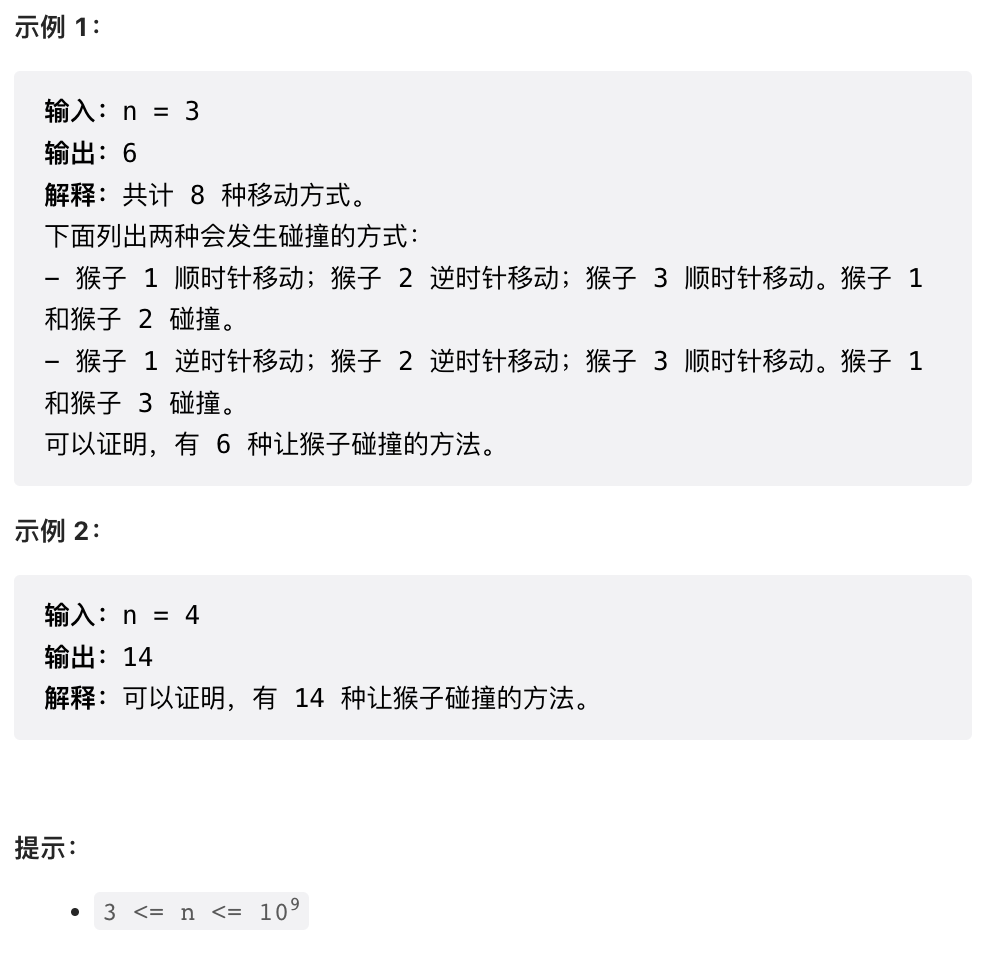 示例 1：
输入：n = 3
输出：6
解释：共计 8 种移动方式。
下面列出两种会发生碰撞的方式：
- 猴子 1 顺时针移动；猴子 2 逆时针移动；猴子 3 顺时针移动。猴子 1
和猴子 2 碰撞。
- 猴子 1 逆时针移动；猴子 2 逆时针移动；猴子 3 顺时针移动。猴子 1
和猴子 3 碰撞。
可以证明，有 6 种让猴子碰撞的方法。
示例 2：
输入：n = 4
输出：14
解释：可以证明，有 14 种让猴子碰撞的方法。
提示：
• 3 <= n <= 10⁹